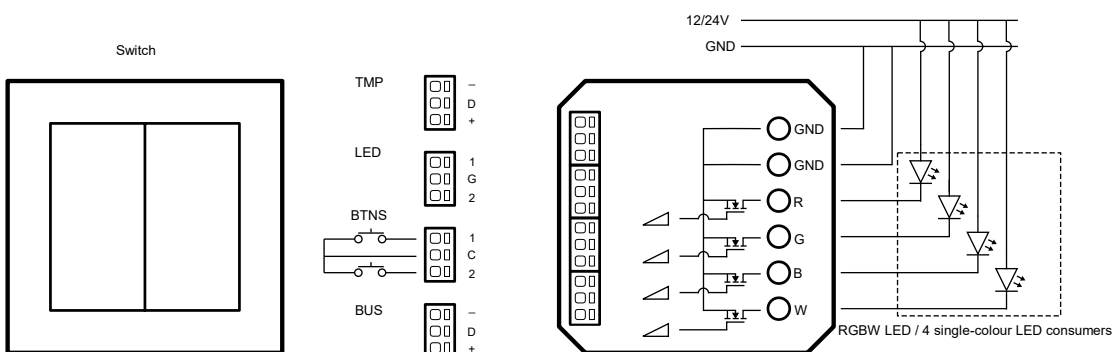 12/24V
GND
Switch
TMP
–
D
+
LED
1
G
2
BTNS
1
C
2
BUS
–
D
+
GND
GND
R
G
B
W
RGBW LED / 4 single-colour LED consumers